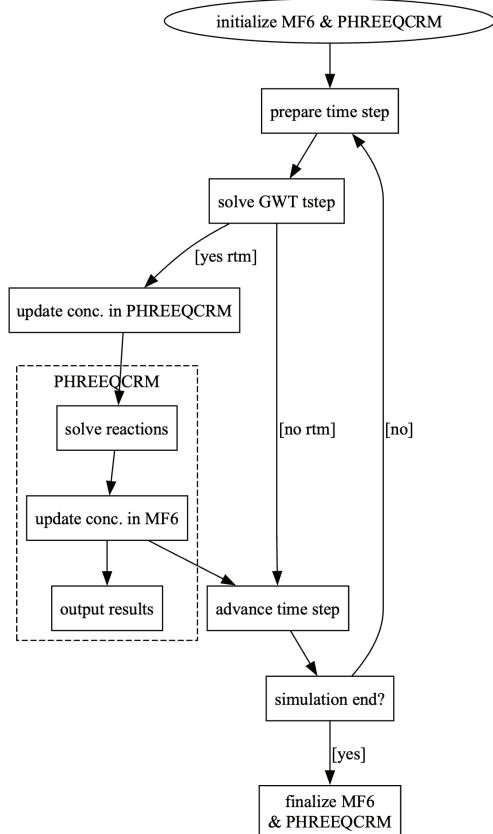 initialize MF6 & PHREEQCRM
prepare time step
solve GWT tstep
[yes rtm]
update conc. in PHREEQCRM
PHREEQCRM
solve reactions
[no rtm]
[no]
update conc. in MF6
output results
advance time step
simulation end?
[yes]
finalize MF6
& PHREEQCRM